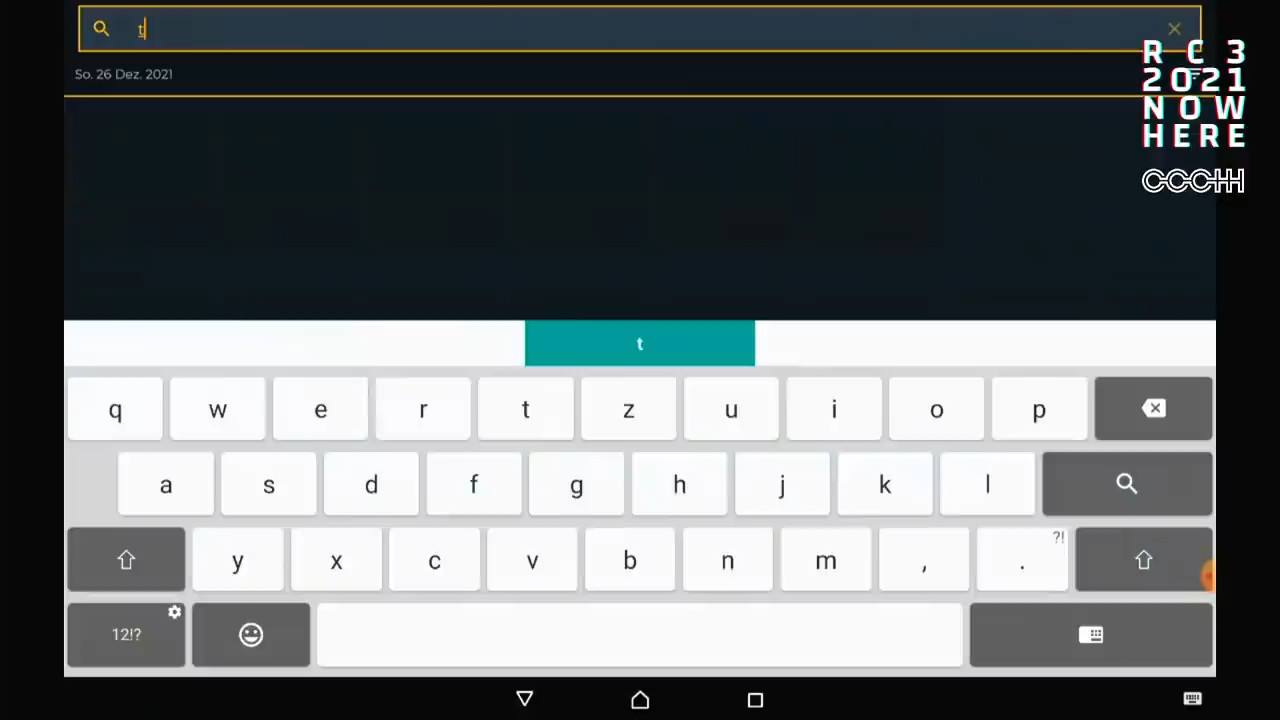 t
So. 26 Dez. 2021
R C 3
2021
NOW
HERE
CCCHH
t
q w e r t z u i o p
a s d f g h j k l
y x c v b n m , . ?!
12!?